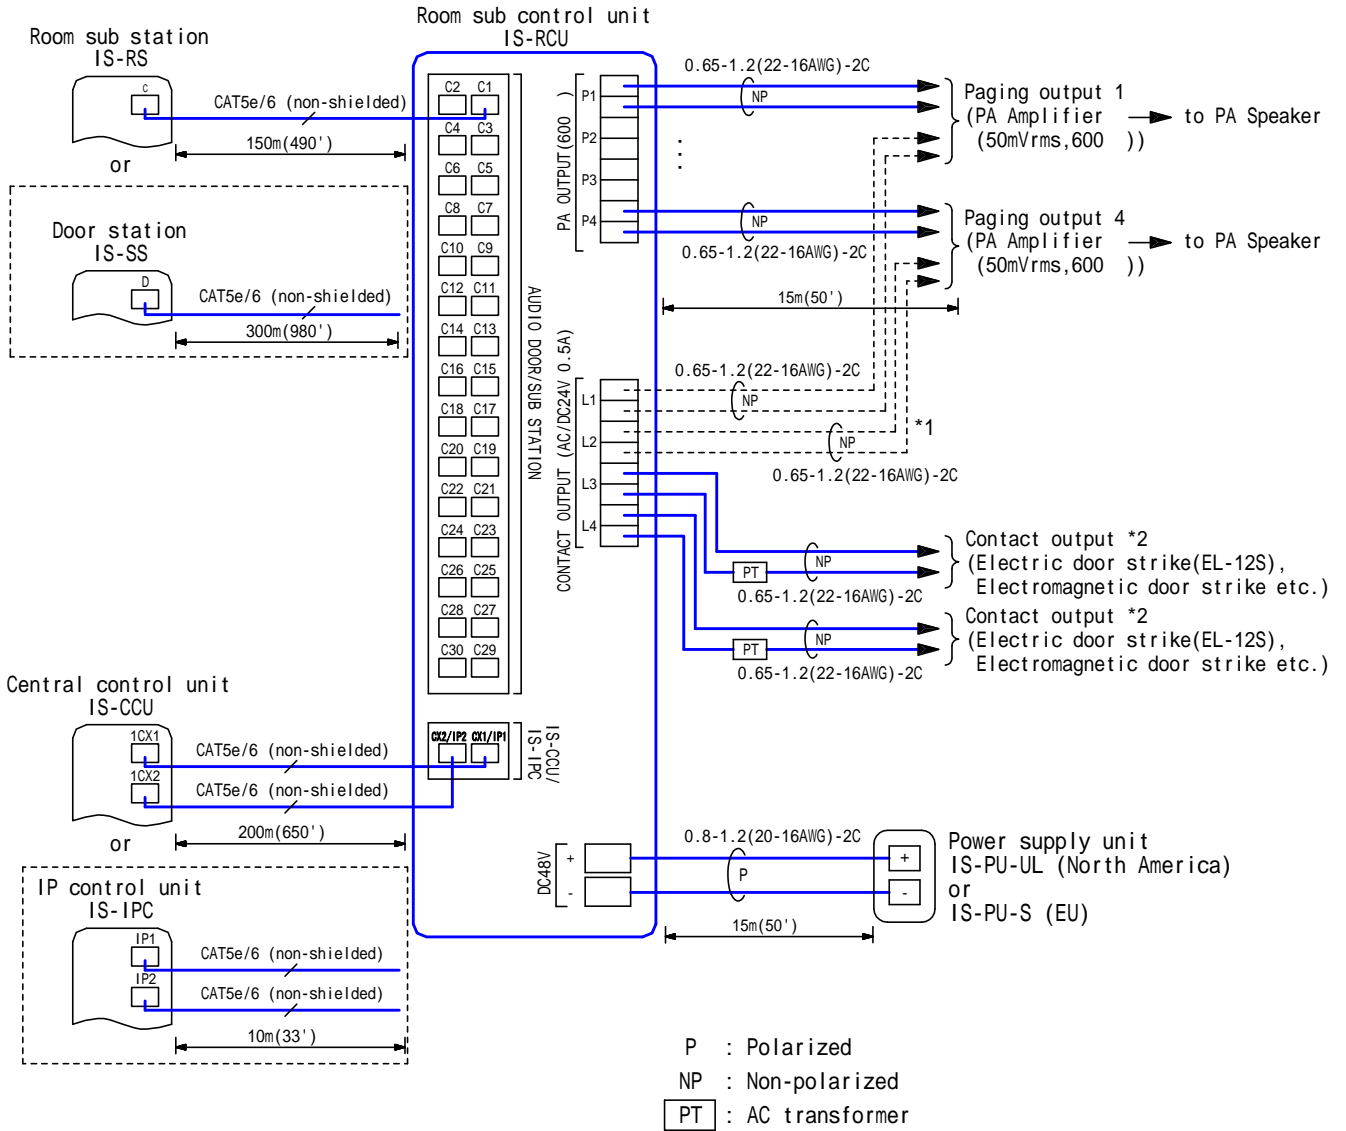 Room sub control unit
IS-RCU
Room sub station
IS-RS
C
CAT5e/6 (non-shielded)
150m(490')
or
Door station
IS-SS
D
CAT5e/6 (non-shielded)
300m(980')
C2 C1
C4 C3
C6 C5
C8 C7
C10 C9
C12 C11
C14 C13
C16 C15
C18 C17
C20 C19
C22 C21
C24 C23
C26 C25
C28 C27
C30 C29
AUDIO DOOR/SUB STATION
Central control unit
IS-CCU
1CX1
CAT5e/6 (non-shielded)
1CX2
CAT5e/6 (non-shielded)
200m(650')
or
IP control unit
IS-IPC
IP1
CAT5e/6 (non-shielded)
IP2
CAT5e/6 (non-shielded)
10m(33')
CX2/IP2 CX1/IP1
IS-CCU/
IS-IPC
PA OUTPUT(600 )
P1
P2
P3
P4
0.65-1.2(22-16AWG)-2C
NP
Paging output 1
(PA Amplifier
(50mVrms,600 ))
to PA Speaker
NP
0.65-1.2(22-16AWG)-2C
Paging output 4
(PA Amplifier
(50mVrms,600 ))
to PA Speaker
15m(50')
CONTACT OUTPUT (AC/DC24V 0.5A)
L1
L2
L3
L4
0.65-1.2(22-16AWG)-2C
NP
*1
NP
0.65-1.2(22-16AWG)-2C
PT
NP
0.65-1.2(22-16AWG)-2C
Contact output *2
(Electric door strike(EL-12S),
Electromagnetic door strike etc.)
PT
NP
0.65-1.2(22-16AWG)-2C
Contact output *2
(Electric door strike(EL-12S),
Electromagnetic door strike etc.)
DC48V
+
-
0.8-1.2(20-16AWG)-2C
P
+
-
15m(50')
Power supply unit
IS-PU-UL (North America)
or
IS-PU-S (EU)
P : Polarized
NP : Non-polarized
PT : AC transformer